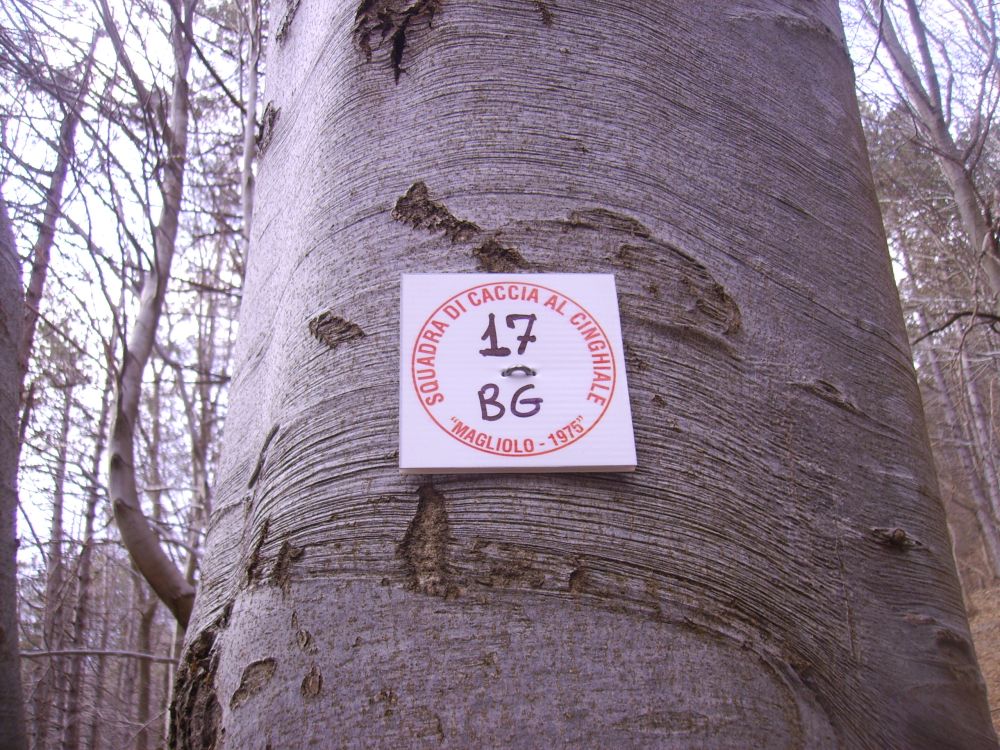 SQUADRA DI CACCIA AL CINGHIALE
17
BG
"MAGLIOLO - 1975"